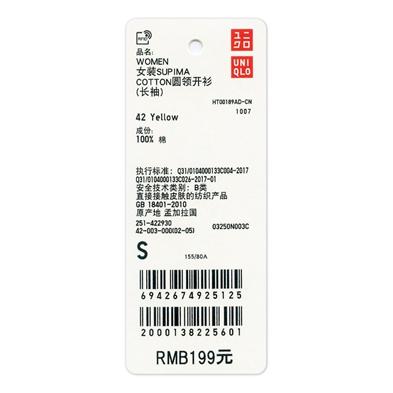 RFID
ユニ
クロ
UNI
QLO
品名:
WOMEN
女装SUPIMA
COTTON圆领开衫
(长袖)
HT00189AD-CN
1007
42 Yellow
成份:
100% 棉
执行标准: Q31/0104000133C004-2017
Q31/0104000133C026-2017-01
安全技术类别: B类
直接接触皮肤的纺织产品
GB 18401-2010
原产地 孟加拉国
251-422930
42-003-000(02-05)
03250N003C
S
155/80A
6942674925125
2000138225601
RMB199元